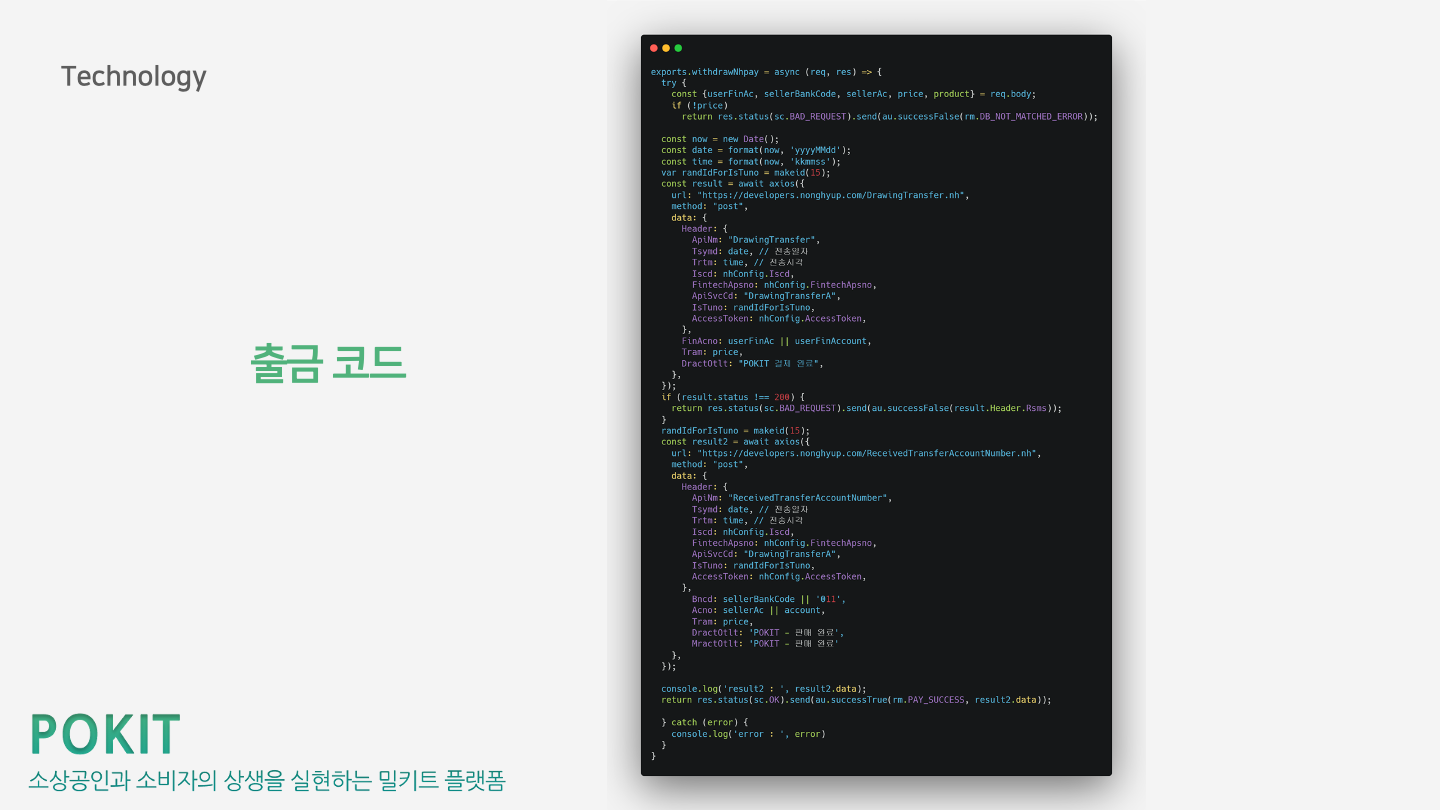 Technology
exports.withdrawNhpay = async (req, res) => {
try {
const {userFinAc, sellerBankCode, sellerAc, price, product} = req.body;
if (!price)
return res.status(sc.BAD_REQUEST).send(au.successFalse(rm.DB_NOT_MATCHED_ERROR));
const now = new Date();
const date = format(now, 'yyyyMMdd');
const time = format(now, 'kkmmss');
var randIdForIsTuno = makeid(15);
const result = await axios({
url: "https://developers.nonghyup.com/DrawingTransfer.nh",
method: "post",
data: {
Header: {
ApiNm: "DrawingTransfer",
Tsymd: date, // 전송일자
Trtm: time, // 전송시각
Iscd: nhConfig.Iscd,
FintechApsno: nhConfig.FintechApsno,
ApiSvcCd: "DrawingTransferA",
IsTuno: randIdForIsTuno,
AccessToken: nhConfig.AccessToken,
},
FinAcno: userFinAc || userFinAccount,
Tram: price,
DractOtlt: "POKIT 결제 완료",
},
});
if (result.status !== 200) {
return res.status(sc.BAD_REQUEST).send(au.successFalse(result.Header.Rsms));
}
randIdForIsTuno = makeid(15);
const result2 = await axios({
url: "https://developers.nonghyup.com/ReceivedTransferAccountNumber.nh",
method: "post",
data: {
Header: {
ApiNm: "ReceivedTransferAccountNumber",
Tsymd: date, // 전송일자
Trtm: time, // 전송시각
Iscd: nhConfig.Iscd,
FintechApsno: nhConfig.FintechApsno,
ApiSvcCd: "DrawingTransferA",
IsTuno: randIdForIsTuno,
AccessToken: nhConfig.AccessToken,
},
Bncd: sellerBankCode || '011',
Acno: sellerAc || account,
Tram: price,
DractOtlt: 'POKIT - 판매 완료',
MractOtlt: 'POKIT - 판매 완료'
},
});
console.log('result2 : ', result2.data);
return res.status(sc.OK).send(au.successTrue(rm.PAY_SUCCESS, result2.data));
} catch (error) {
console.log('error : ', error)
}
}
출금 코드
POKIT
소상공인과 소비자의 상생을 실현하는 밀키트 플랫폼